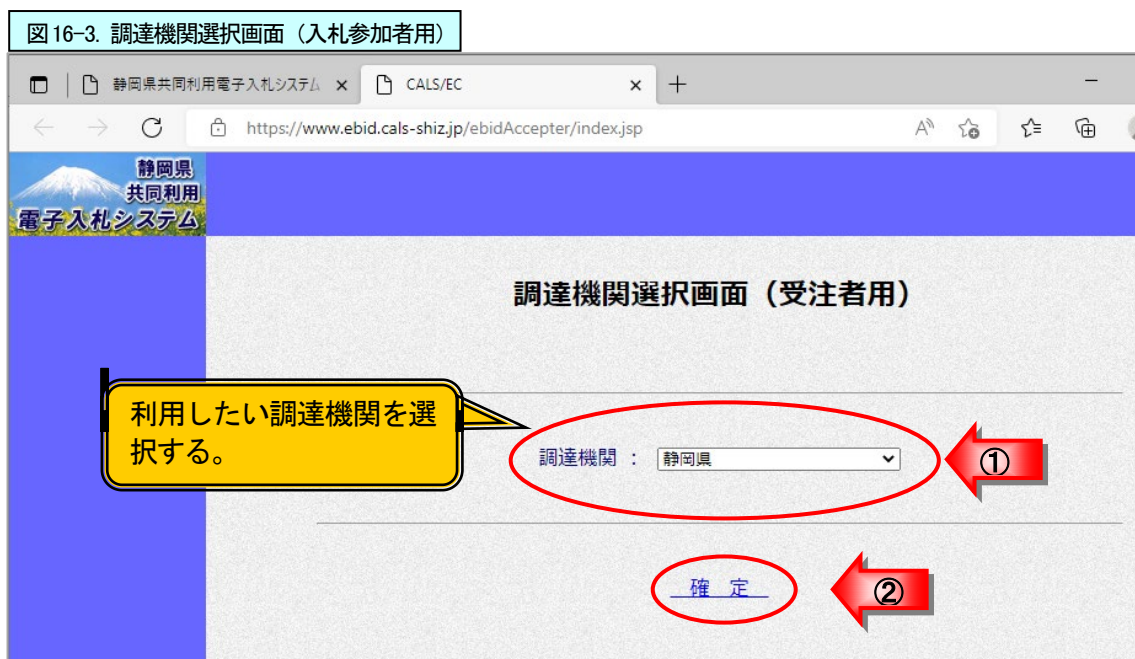 図16-3. 調達機関選択画面（入札参加者用）
静岡県共同利用電子入札システム
CALS/EC
https://www.ebid.cals-shiz.jp/ebidAccepter/index.jsp
静岡県
共同利用
電子入札システム
調達機関選択画面（受注者用）
利用したい調達機関を選
択する。
調達機関 ： 静岡県
①
確 定
②